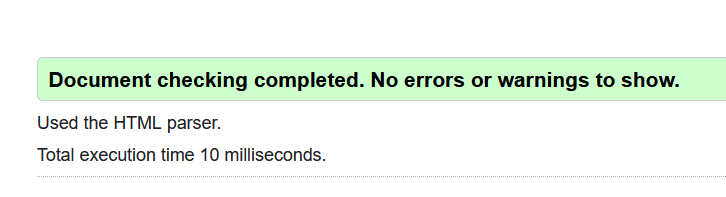 Document checking completed. No errors or warnings to show.
Used the HTML parser.
Total execution time 10 milliseconds.